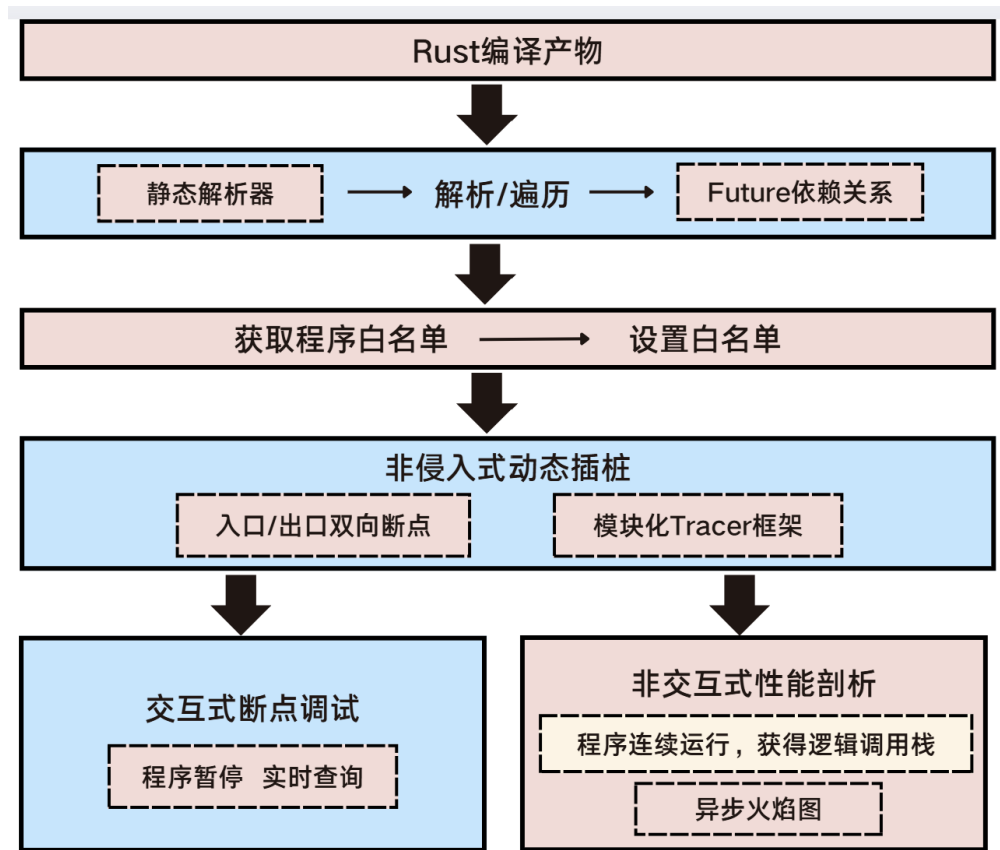 Rust编译产物
静态解析器 解析/遍历 Future依赖关系
获取程序白名单 设置白名单
非侵入式动态插桩
入口/出口双向断点 模块化Tracer框架
交互式断点调试
程序暂停 实时查询
非交互式性能剖析
程序连续运行，获得逻辑调用栈
异步火焰图